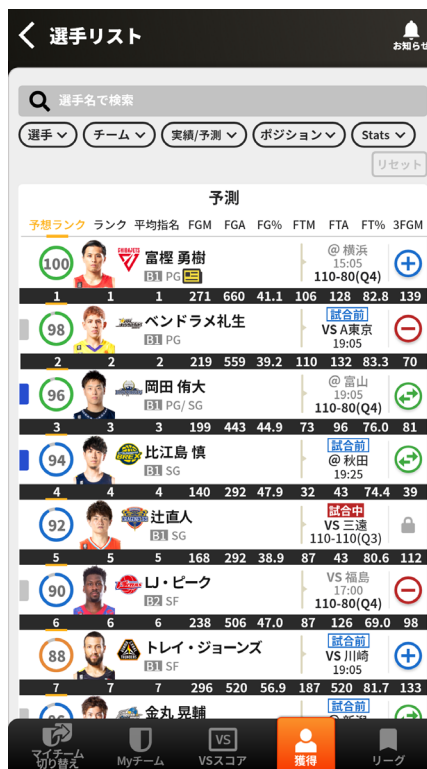 選手リスト
お知らせ
選手名で検索
選手 チーム 実績/予測 ポジション Stats
リセット
予測
予想ランク ランク 平均指名 FGM FGA FG% FTM FTA FT% 3FGM
100 富樫 勇樹 @ 横浜
B1 PG 15:05
110-80(Q4)
1 1 1 271 660 41.1 106 128 82.8 139
試合前
98 ベンドラメ礼生 VS A東京
B1 PG 19:05
2 2 2 219 559 39.2 110 132 83.3 70
96 岡田 侑大 @ 富山
B1 PG/ SG 19:05
110-80(Q4)
3 3 3 199 443 44.9 73 96 76.0 81
試合前
94 比江島 慎 @ 秋田
B1 SG 19:25
4 4 4 140 292 47.9 32 43 74.4 39
試合中
92 辻直人 VS 三遠
B1 SG 110-110(Q3)
5 5 5 168 292 38.9 87 43 80.6 112
90 LJ・ピーク VS 福島
B2 SF 17:00
110-80(Q4)
6 6 6 238 506 47.0 87 126 69.0 98
試合前
88 トレイ・ジョーンズ VS 川崎
B1 SF 19:05
7 7 7 296 520 56.9 187 520 81.7 133
試合前
金丸 晃輔
マイチーム
切り替え Myチーム VS VSスコア 獲得 リーグ